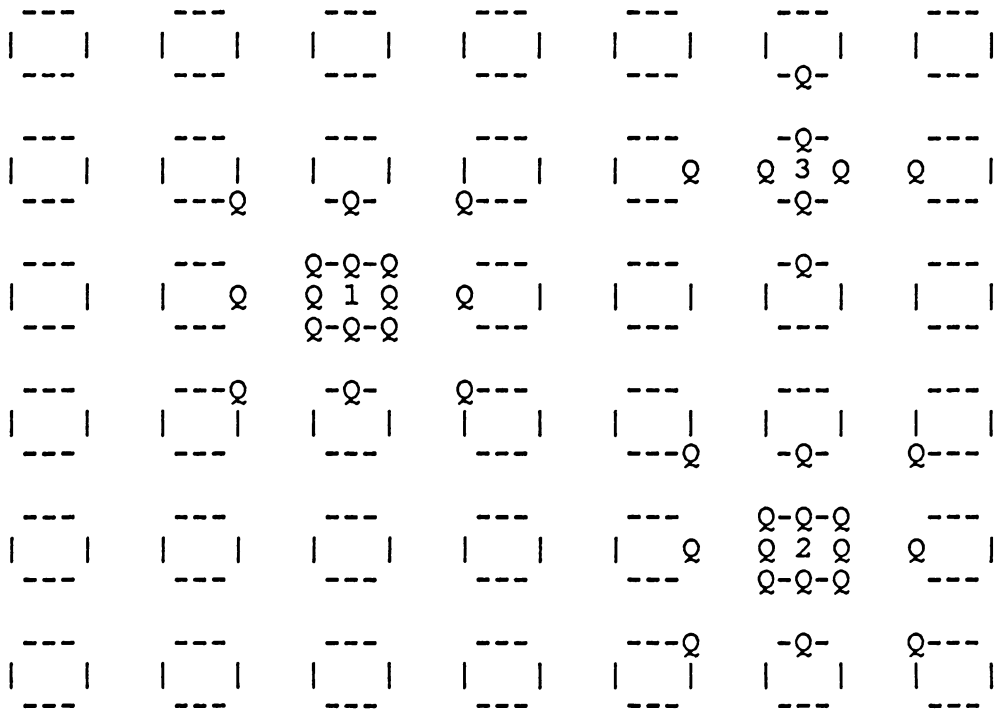 ---     ---     ---     ---     ---     ---     ---
|   |   |   |   |   |   |   |   |   |   |   |   |   |
 ---     ---     ---     ---     ---     -Q-     ---
 ---     ---     ---     ---     ---     -Q-     ---
|   |   |   |   |   |   |   |   |   Q   Q 3 Q   Q   |
 ---     ---Q    -Q-    Q---     ---     -Q-     ---
 ---     ---    Q-Q-Q    ---     ---     -Q-     ---
|   |   |   Q   Q 1 Q   Q   |   |   |   |   |   |   |
 ---     ---    Q-Q-Q    ---     ---     ---     ---
 ---     ---Q    -Q-    Q---     ---     ---     ---
|   |   |   |   |   |   |   |   |   |   |   |   |   |
 ---     ---     ---     ---     ---Q    -Q-    Q---
 ---     ---     ---     ---     ---    Q-Q-Q    ---
|   |   |   |   |   |   |   |   |   Q   Q 2 Q   Q   |
 ---     ---     ---     ---     ---    Q-Q-Q    ---
 ---     ---     ---     ---     ---Q    -Q-    Q---
|   |   |   |   |   |   |   |   |   |   |   |   |   |
 ---     ---     ---     ---     ---     ---     ---